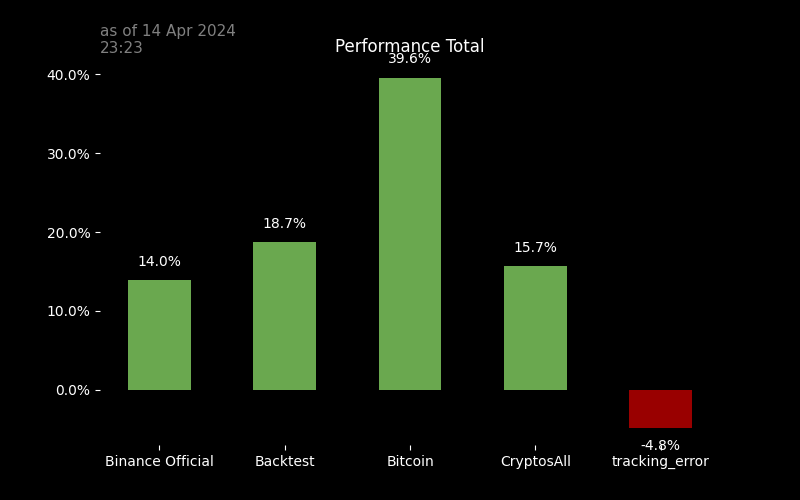 as of 14 Apr 2024
23:23
Performance Total
39.6%
40.0%
30.0%
18.7%
20.0%
15.7%
14.0%
10.0%
0.0%
-4.8%
Binance Official
Backtest
Bitcoin
CryptosAll
tracking_error